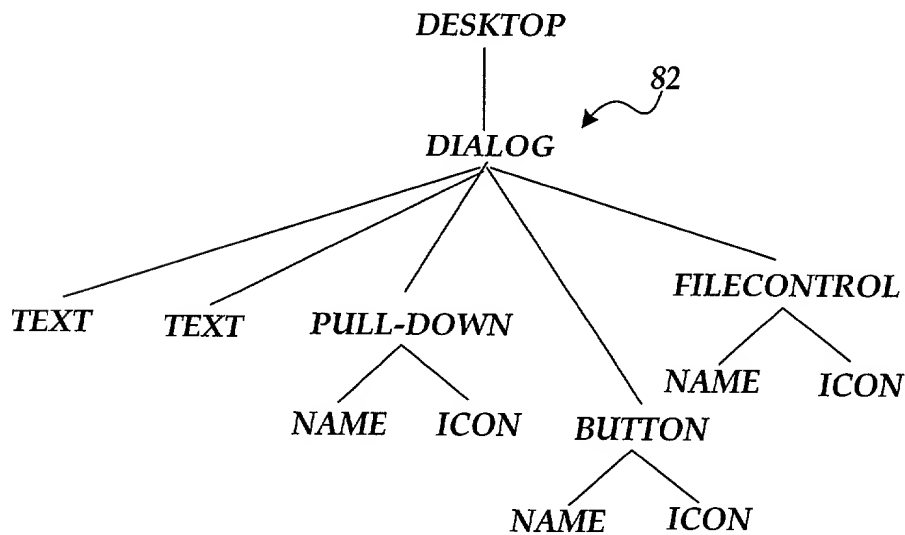 DESKTOP
82
DIALOG
FILECONTROL
TEXT
TEXT
PULL-DOWN
NAME
ICON
NAME
ICON
BUTTON
NAME
ICON